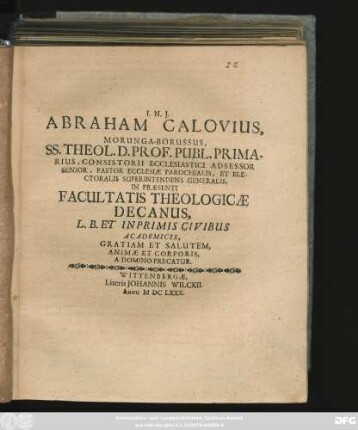 I. N. J.
ABRAHAM CALOVIUS,
MORUNGA-BORUSSUS,
SS. THEOL. D. PROF. PUBL. PRIMA-
RIUS, CONSISTORII ECCLESIASTICI ADSESSOR
SENIOR, PASTOR ECCLESIÆ PAROCHIALIS, ET ELE-
CTORALIS SUPERINTENDENS GENERALIS,
IN PRÆSENTI
FACULTATIS THEOLOGICÆ
DECANUS,
L. B. ET INPRIMIS CIVIBUS
ACADEMICIS,
GRATIAM ET SALUTEM,
ANIMÆ ET CORPORIS,
A DOMINO PRECATUR.
WITTENBERGÆ,
Literis JOHANNIS WILCKII.
Anno M DC LXXX.
DFG